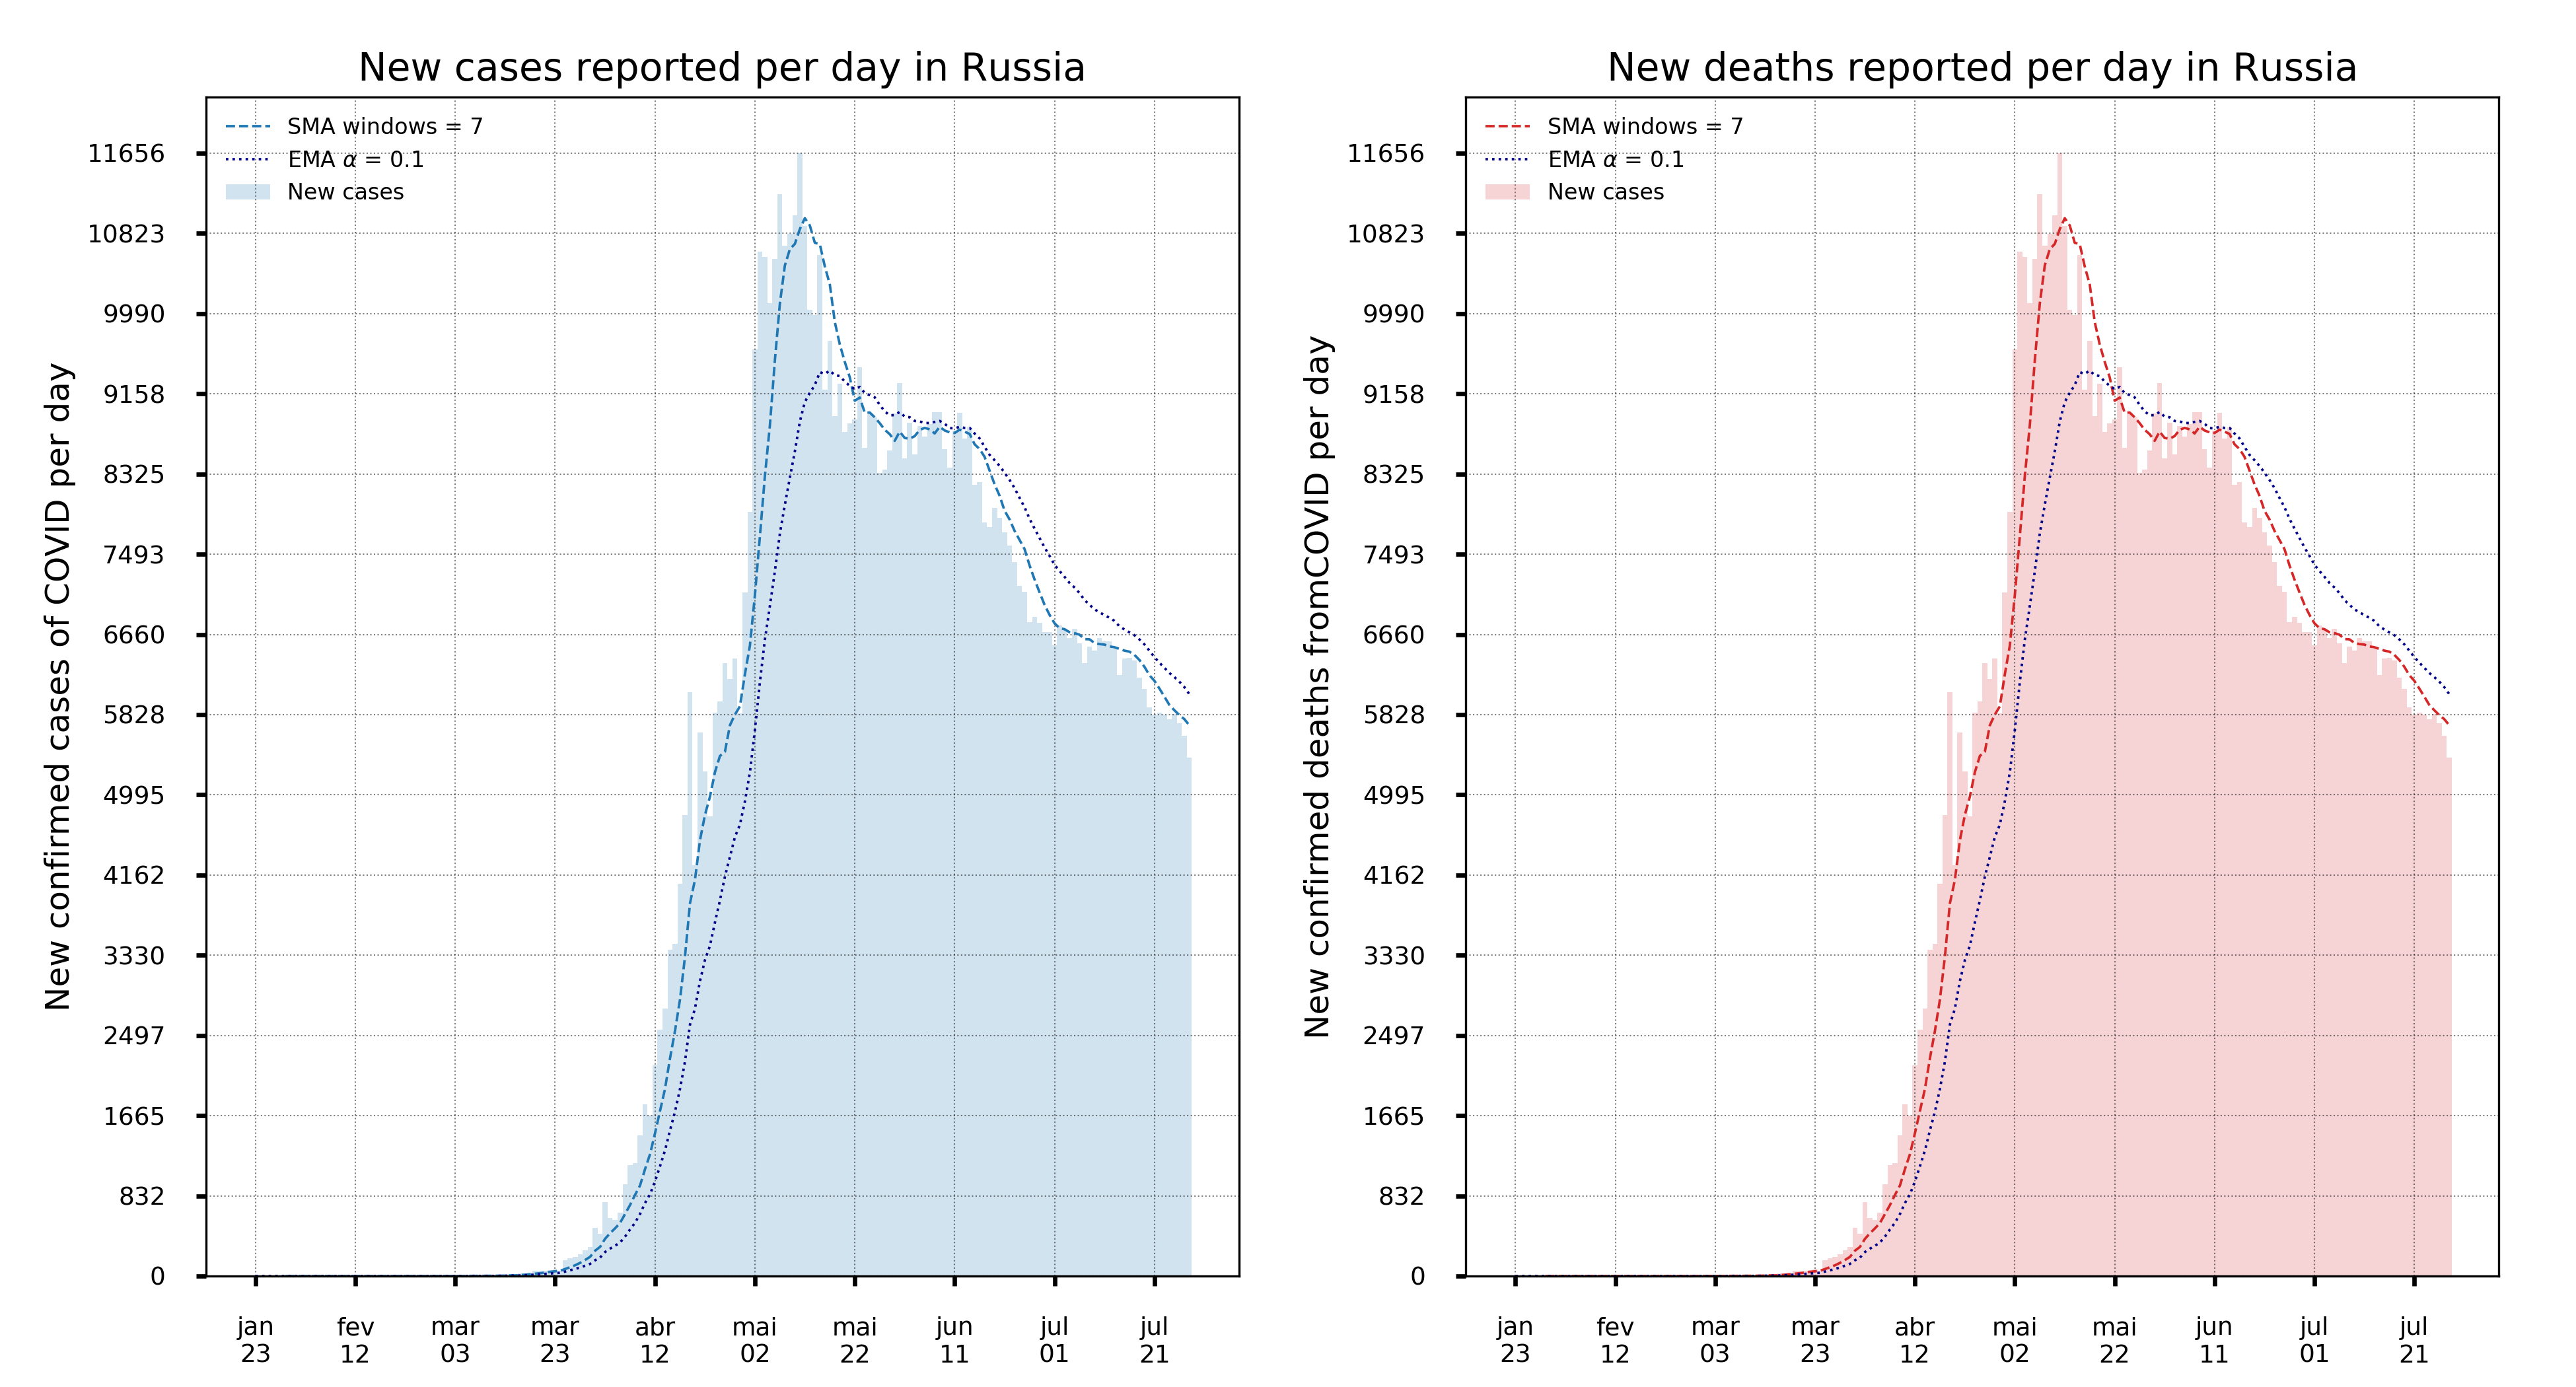 New cases reported per day in Russia
SMA windows = 7
EMA α = 0.1
New cases
New confirmed cases of COVID per day
11656
10823
9990
9158
8325
7493
6660
5828
4995
4162
3330
2497
1665
832
0
jan 23
fev 12
mar 03
mar 23
abr 12
mai 02
mai 22
jun 11
jul 01
jul 21
New deaths reported per day in Russia
SMA windows = 7
EMA α = 0.1
New cases
New confirmed deaths fromCOVID per day
11656
10823
9990
9158
8325
7493
6660
5828
4995
4162
3330
2497
1665
832
0
jan 23
fev 12
mar 03
mar 23
abr 12
mai 02
mai 22
jun 11
jul 01
jul 21